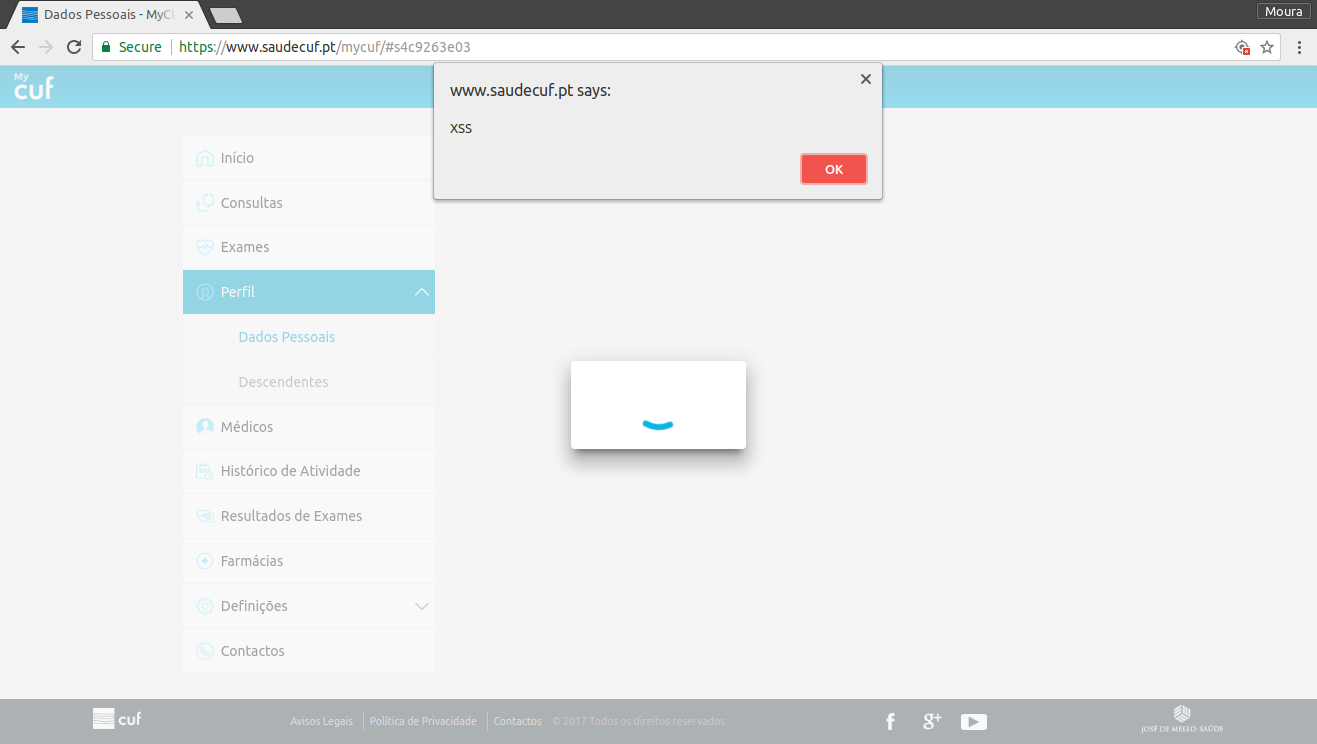 Dados Pessoais - MyC
Moura
Secure
https://www.saudecuf.pt/mycuf/#s4c9263e03
My
cuf
www.saudecuf.pt says:
xss
OK
Início
Consultas
Exames
Perfil
Dados Pessoais
Descendentes
Médicos
Histórico de Atividade
Resultados de Exames
Farmácias
Definições
Contactos
cuf
Avisos Legais
Política de Privacidade
Contactos
© 2017 Todos os direitos reservados
JOSÉ DE MELLO·SAÚDE